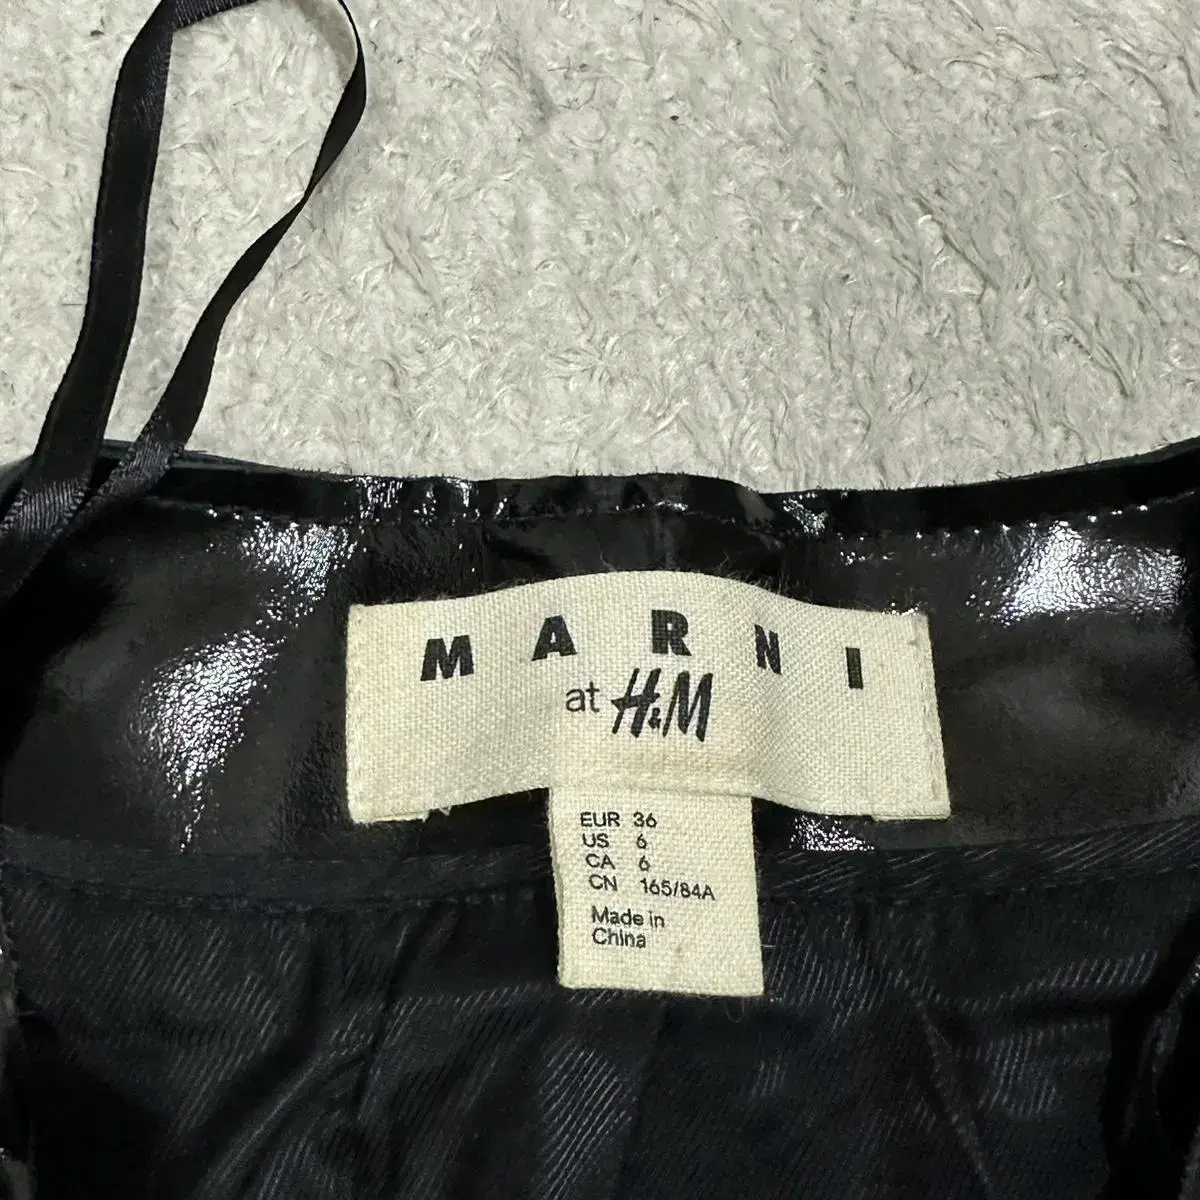 MARNI
at H&M
EUR 36
US 6
CA 6
CN 165/84A
Made in
China